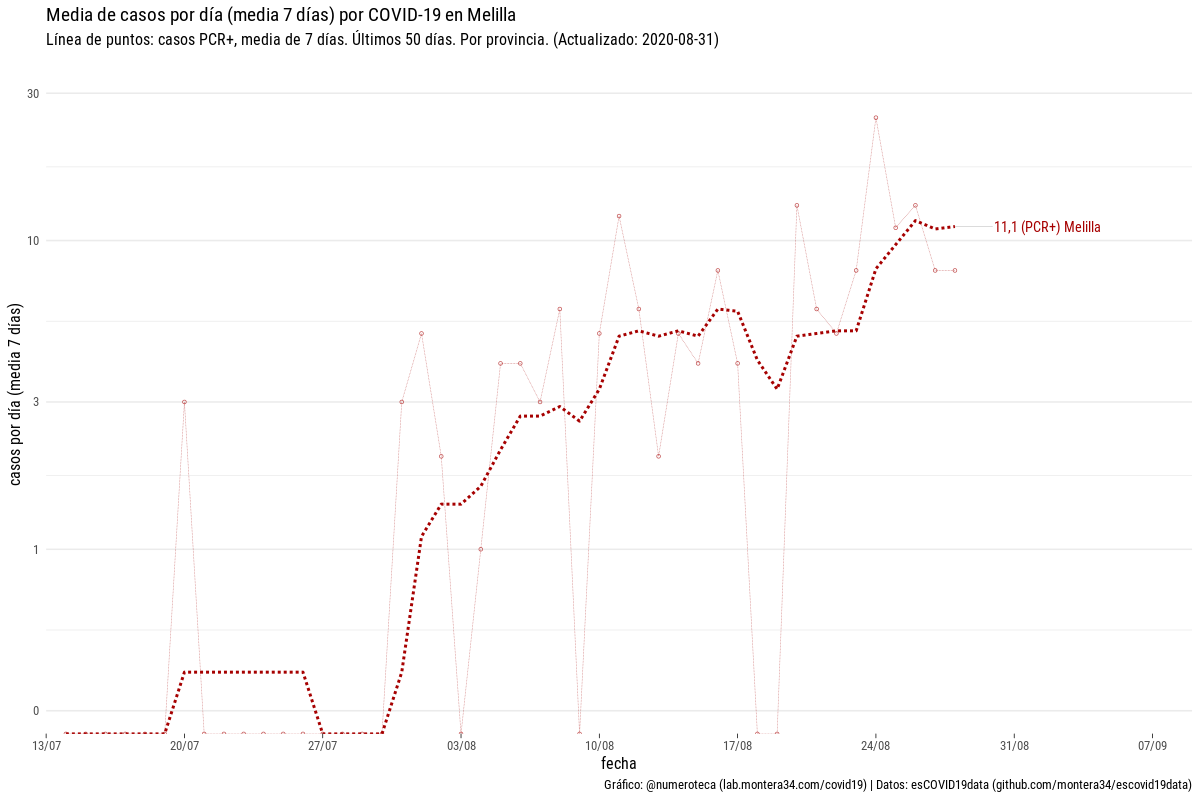 Media de casos por día (media 7 días) por COVID-19 en Melilla
Línea de puntos: casos PCR+, media de 7 días. Últimos 50 días. Por provincia. (Actualizado: 2020-08-31)
30
10
3
1
0
casos por día (media 7 días)
11,1 (PCR+) Melilla
13/07
20/07
27/07
03/08
10/08
17/08
24/08
31/08
07/09
fecha
Gráfico: @numeroteca (lab.montera34.com/covid19) | Datos: esCOVID19data (github.com/montera34/escovid19data)